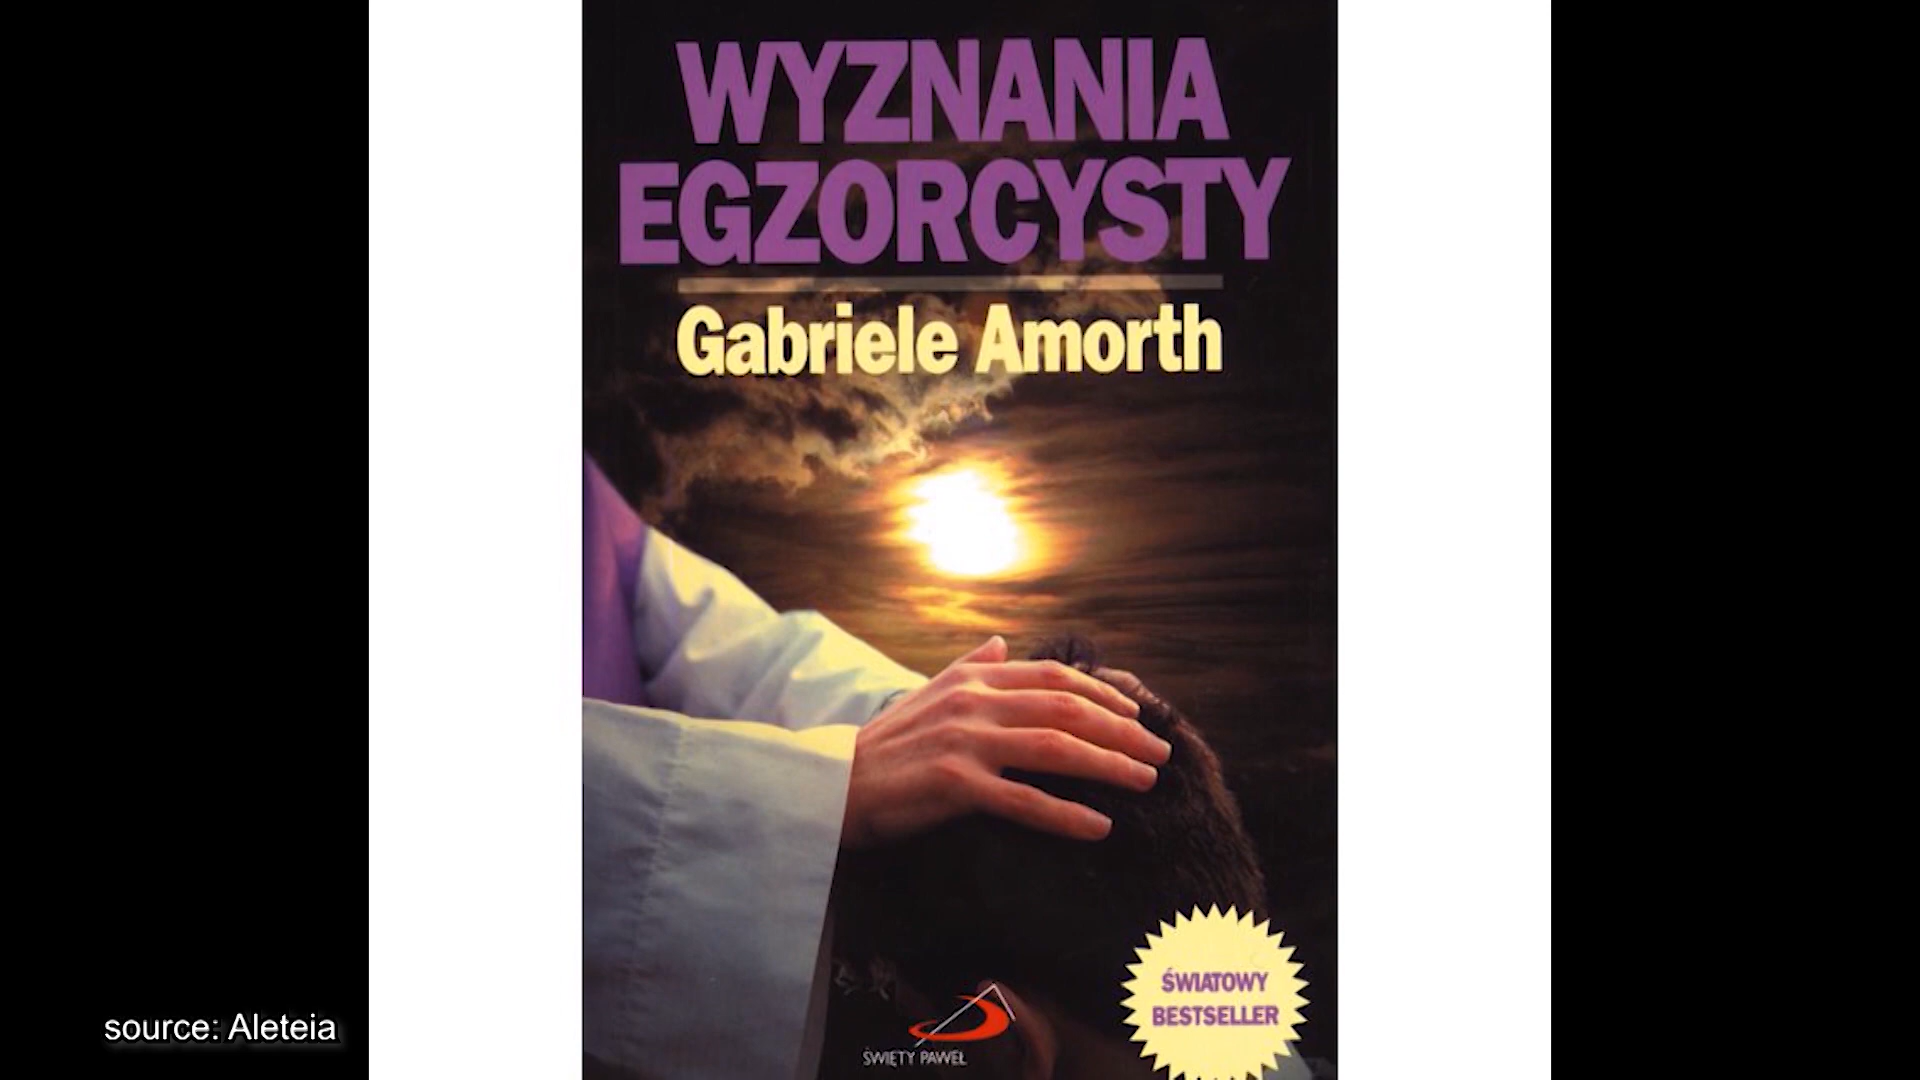 WYZNANIA
EGZORCYSTY
Gabriele Amorth
ŚWIATOWY
BESTSELLER
ŚWIĘTY PAWEŁ
source: Aleteia